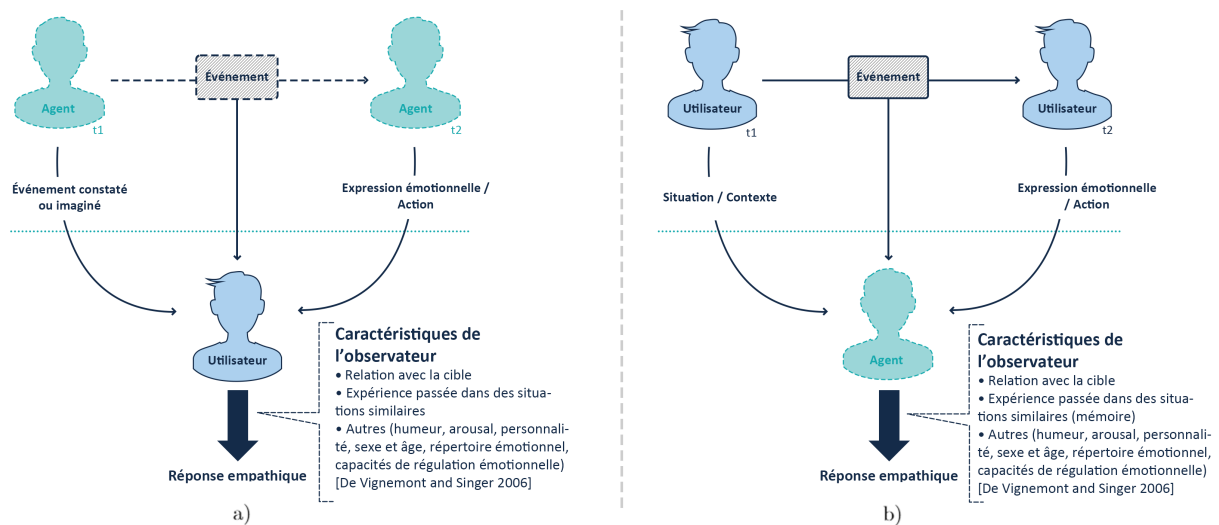 Événement
Agent
Agent
t1
t2
Événement constaté
ou imaginé
Expression émotionnelle /
Action
Utilisateur
Caractéristiques de
l’observateur
• Relation avec la cible
• Expérience passée dans des situa-
tions similaires
• Autres (humeur, arousal, personnali-
té, sexe et âge, répertoire émotionnel,
capacités de régulation émotionnelle)
[De Vignemont and Singer 2006]
Réponse empathique
a)
Événement
Utilisateur
Utilisateur
t1
t2
Situation / Contexte
Expression émotionnelle
/ Action
Agent
Caractéristiques de
l’observateur
• Relation avec la cible
• Expérience passée dans des situa-
tions similaires (mémoire)
• Autres (humeur, arousal, personnali-
té, sexe et âge, répertoire émotionnel,
capacités de régulation émotionnelle)
[De Vignemont and Singer 2006]
Réponse empathique
b)